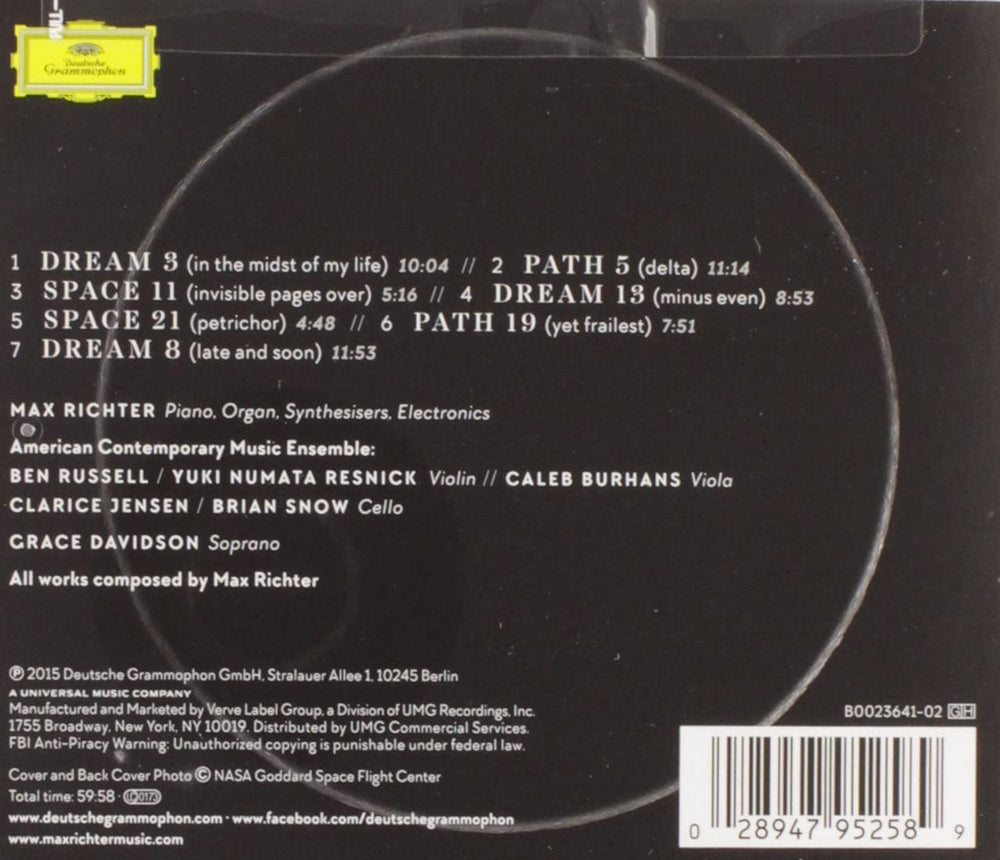 PULL
Deutsche
Grammophon
1 DREAM 3 (in the midst of my life) 10:04 // 2 PATH 5 (delta) 11:14
3 SPACE 11 (invisible pages over) 5:16 // 4 DREAM 13 (minus even) 8:53
5 SPACE 21 (petrichor) 4:48 // 6 PATH 19 (yet frailest) 7:51
7 DREAM 8 (late and soon) 11:53
MAX RICHTER Piano, Organ, Synthesisers, Electronics
American Contemporary Music Ensemble:
BEN RUSSELL / YUKI NUMATA RESNICK Violin // CALEB BURHANS Viola
CLARICE JENSEN / BRIAN SNOW Cello
GRACE DAVIDSON Soprano
All works composed by Max Richter
℗ 2015 Deutsche Grammophon GmbH, Stralauer Allee 1, 10245 Berlin
A UNIVERSAL MUSIC COMPANY
Manufactured and Marketed by Verve Label Group, a Division of UMG Recordings, Inc.
1755 Broadway, New York, NY 10019. Distributed by UMG Commercial Services.
FBI Anti-Piracy Warning: Unauthorized copying is punishable under federal law.
Cover and Back Cover Photo © NASA Goddard Space Flight Center
Total time: 59:58 · LC 0173
www.deutschegrammophon.com · www.facebook.com/deutschegrammophon
www.maxrichtermusic.com
B0023641-02 GH
0 28947 95258 9